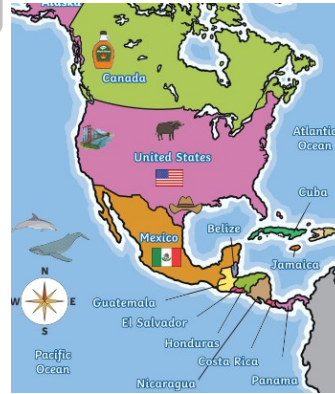 Alaska
Canada
Atlantic
Ocean
United States
Cuba
Mexico
Belize
Jamaica
N
W
E
S
Guatemala
El Salvador
Honduras
Costa Rica
Pacific
Ocean
Nicaragua
Panama